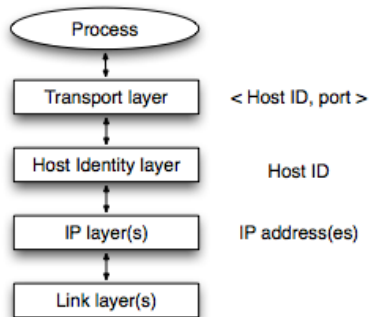 Process
Transport layer < Host ID, port >
Host Identity layer Host ID
IP layer(s) IP address(es)
Link layer(s)